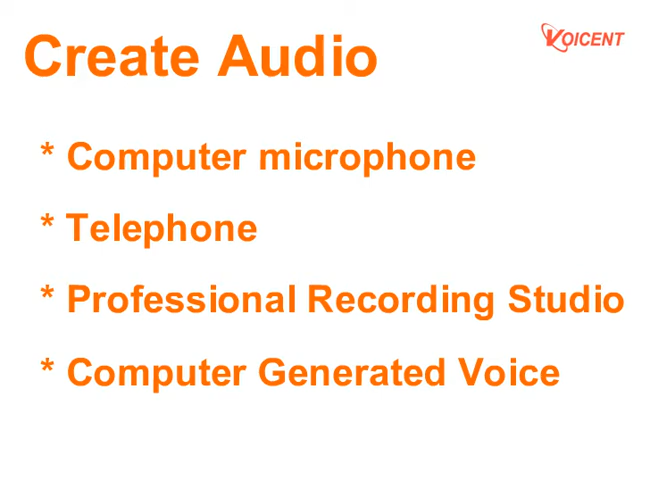 Create Audio
VOICENT
* Computer microphone
* Telephone
* Professional Recording Studio
* Computer Generated Voice